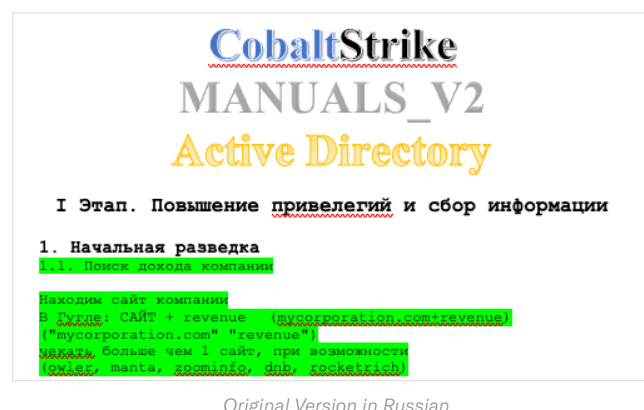 CobaltStrike
MANUALS_V2
Active Directory
I Этап. Повышение привелегий и сбор информации
1. Начальная разведка
1.1. Поиск дохода компании
Находим сайт компании
В Гугле: САЙТ + revenue (mycorporation.com+revenue)
("mycorporation.com" "revenue")
чекать больше чем 1 сайт, при возможности
(owler, manta, zoominfo, dnb, rocketrich)
Original Version in Russian